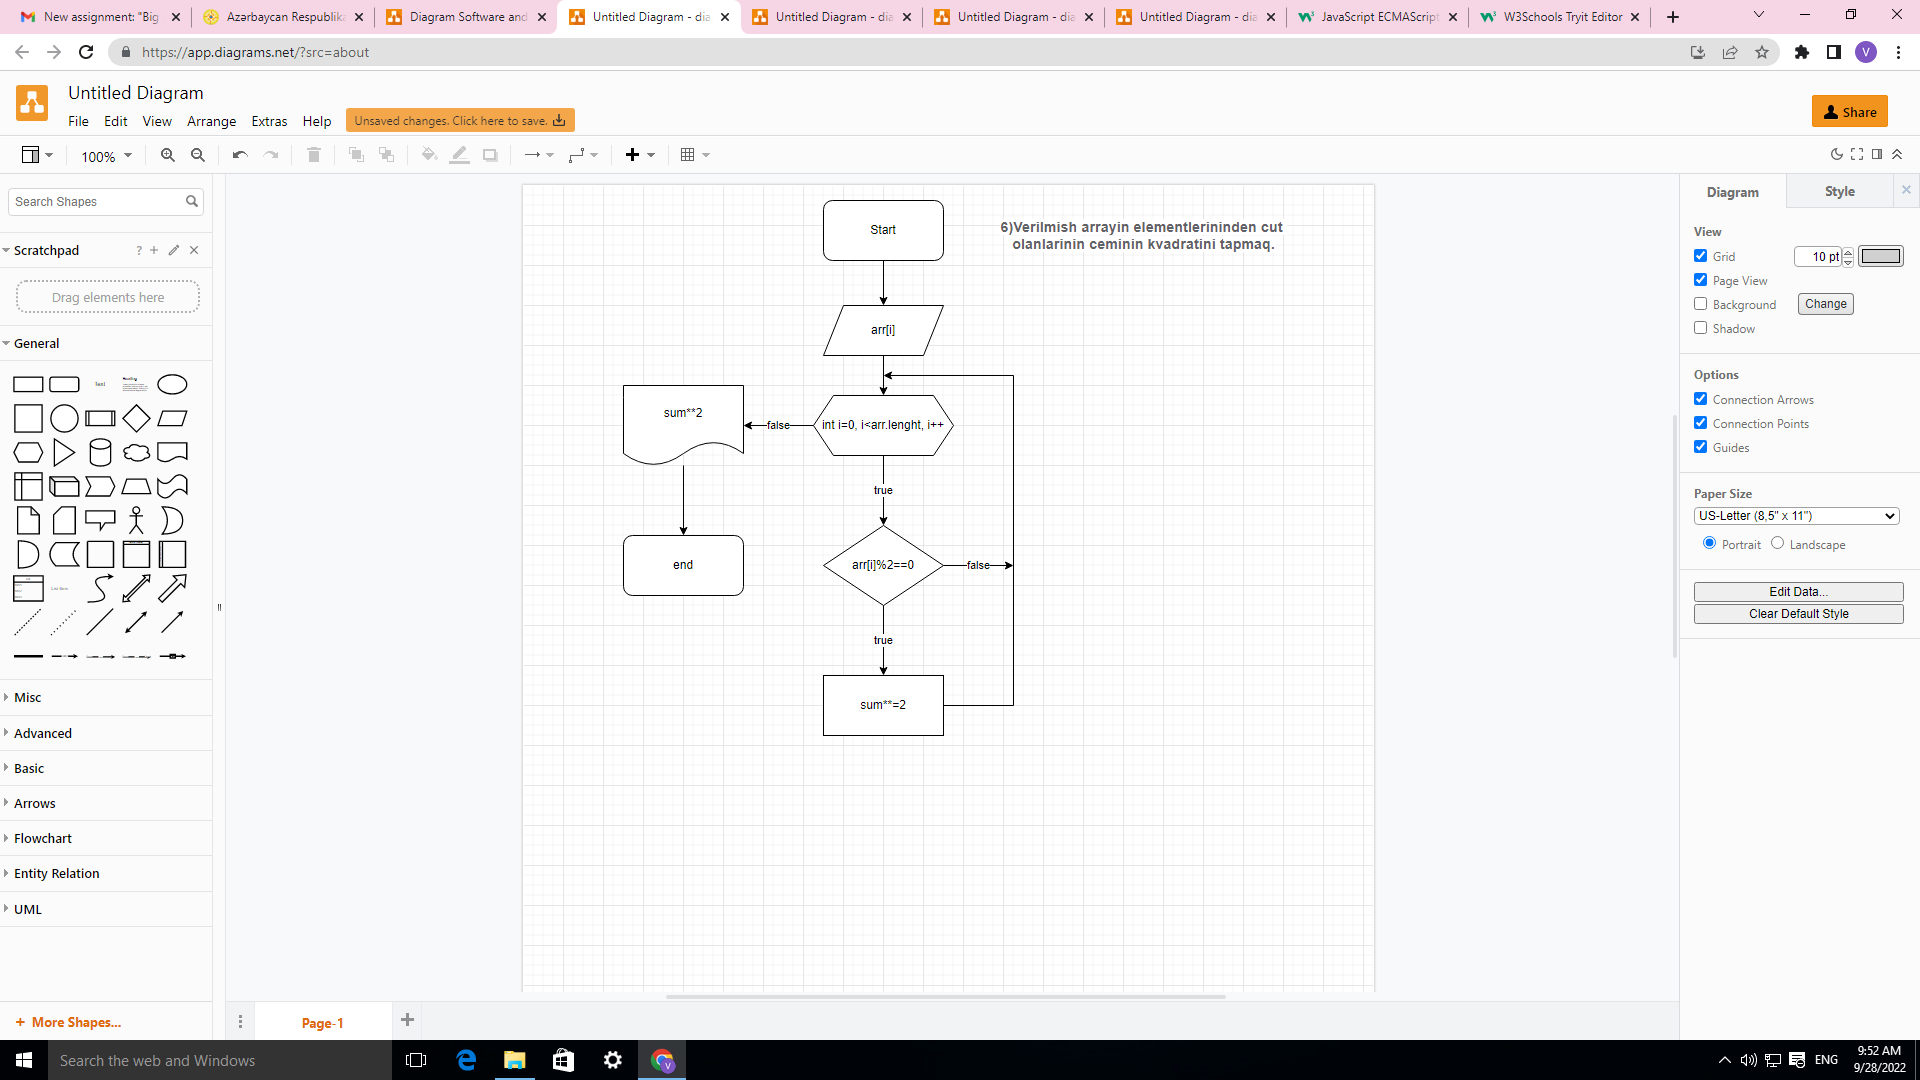 New assignment: "Big
Azərbaycan Respublika
Diagram Software and
Untitled Diagram - dia
Untitled Diagram - dia
Untitled Diagram - dia
Untitled Diagram - dia
JavaScript ECMAScript
W3Schools Tryit Editor
https://app.diagrams.net/?src=about
V
Untitled Diagram
File Edit View Arrange Extras Help
Unsaved changes. Click here to save.
Share
100%
Search Shapes
Scratchpad
?
Drag elements here
General
Text
Heading
Misc
Advanced
Basic
Arrows
Flowchart
Entity Relation
UML
+ More Shapes...
Start
6)Verilmish arrayin elementlerininden cut
olanlarinin ceminin kvadratini tapmaq.
arr[i]
sum**2
false
int i=0, i<arr.lenght, i++
true
end
arr[i]%2==0
false
true
sum**=2
Page-1
Diagram
Style
View
Grid
10 pt
Page View
Background
Change
Shadow
Options
Connection Arrows
Connection Points
Guides
Paper Size
US-Letter (8,5" x 11")
Portrait
Landscape
Edit Data...
Clear Default Style
Search the web and Windows
V
ENG
9:52 AM
9/28/2022